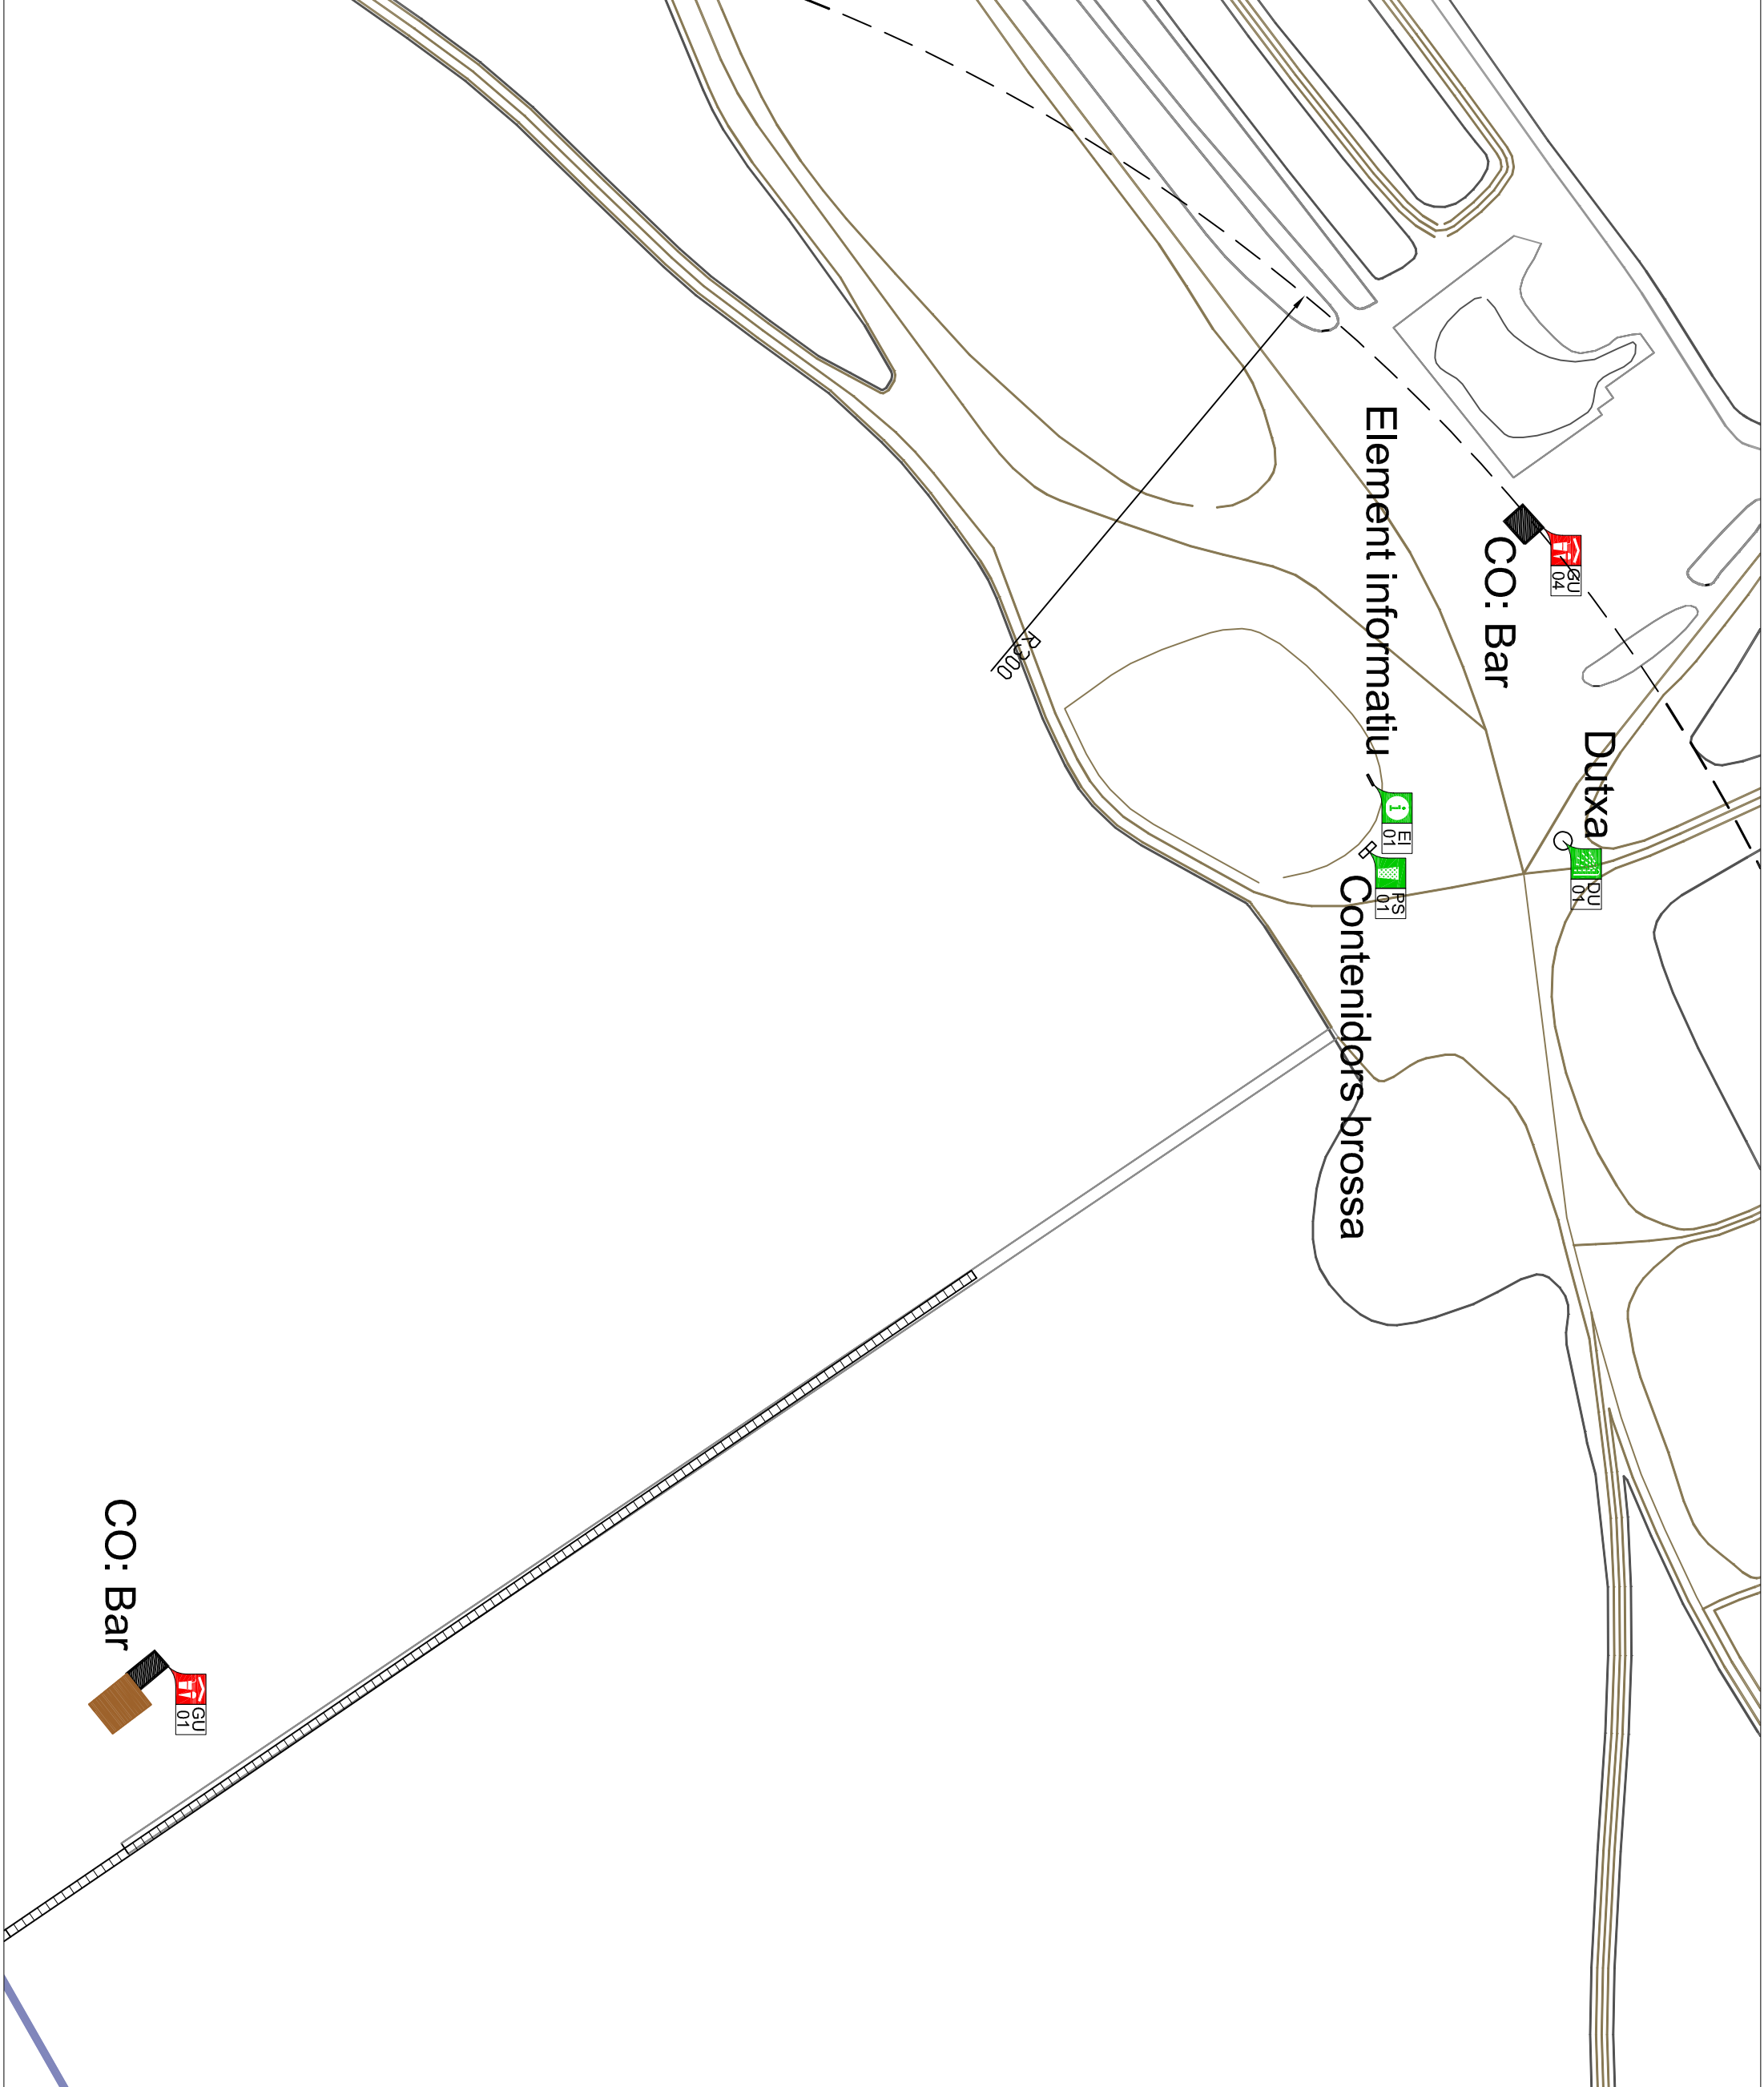 Dutxa
DU
01
GU
04
CO: Bar
Element informatiu
EI
01
PS
01
Contenidors brossa
R300
CO: Bar
GU
01